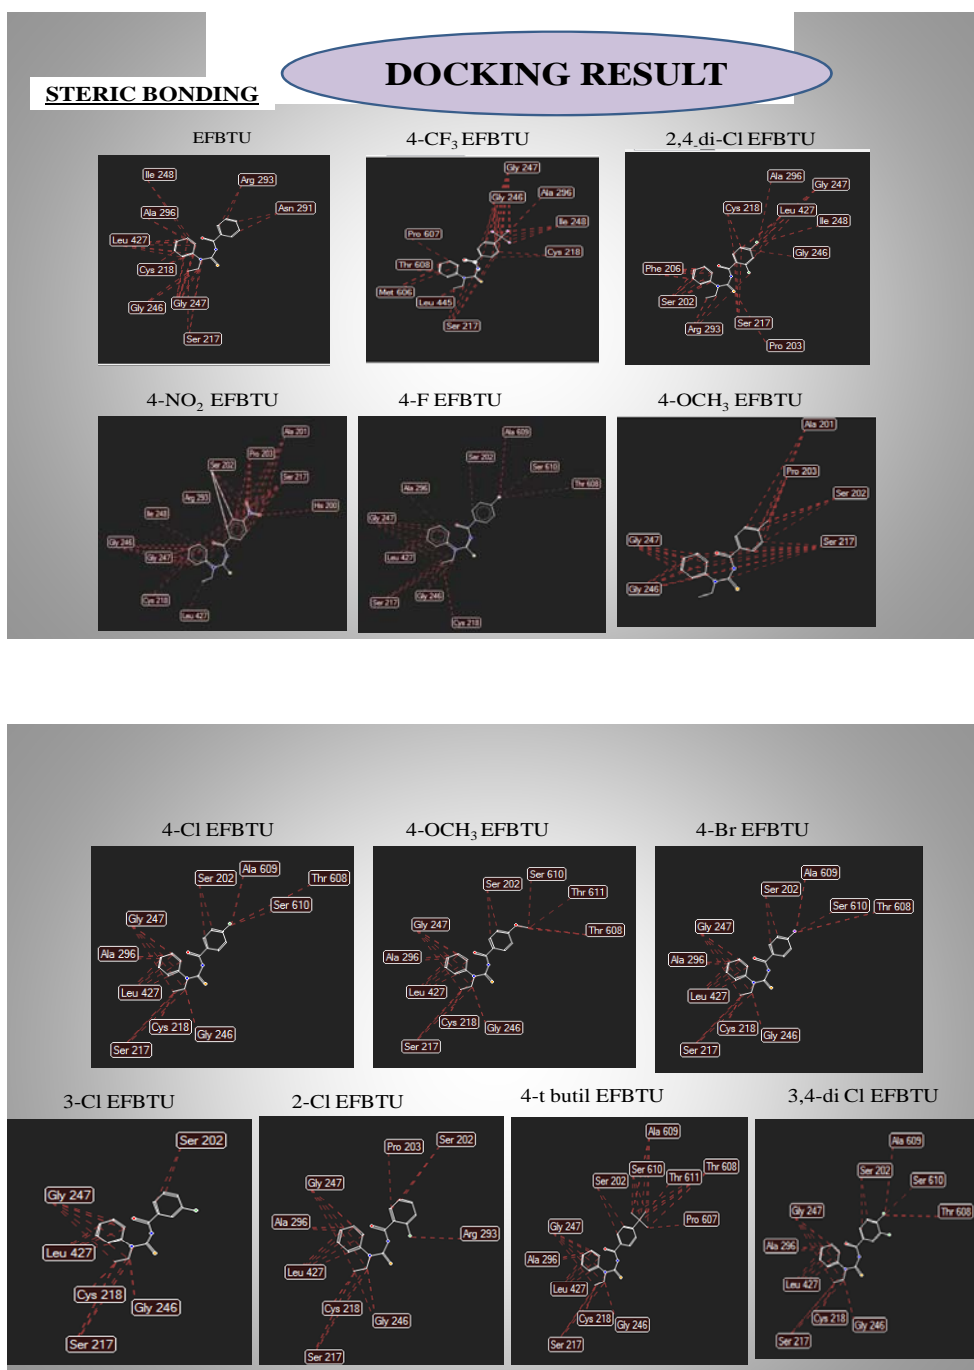 DOCKING RESULT
STERIC BONDING
EFBTU
4-CF₃ EFBTU
2,4 di-Cl EFBTU
Ile 248
Arg 293
Asn 291
Ala 296
Leu 427
Cys 218
Gly 246
Gly 247
Ser 217
Gly 247
Gly 246
Ala 296
Ile 248
Pro 607
Cys 218
Thr 608
Met 606
Leu 445
Ser 217
Ala 296
Gly 247
Cys 218
Leu 427
Ile 248
Gly 246
Phe 206
Ser 202
Arg 293
Ser 217
Pro 203
4-NO₂ EFBTU
4-F EFBTU
4-OCH₃ EFBTU
Ala 201
Pro 203
Ser 202
Ser 217
Arg 293
His 200
Ile 248
Gly 246
Gly 247
Cys 218
Leu 427
Ala 609
Ser 202
Ser 610
Thr 608
Ala 296
Gly 247
Leu 427
Gly 246
Ser 217
Cys 218
Ala 201
Pro 203
Ser 202
Gly 247
Ser 217
Gly 246
4-Cl EFBTU
4-OCH₃ EFBTU
4-Br EFBTU
Ala 609
Ser 202
Thr 608
Ser 610
Gly 247
Ala 296
Leu 427
Cys 218
Gly 246
Ser 217
Ser 610
Ser 202
Thr 611
Gly 247
Thr 608
Ala 296
Leu 427
Cys 218
Gly 246
Ser 217
Ala 609
Ser 202
Ser 610
Thr 608
Gly 247
Ala 296
Leu 427
Cys 218
Gly 246
Ser 217
3-Cl EFBTU
2-Cl EFBTU
4-t butil EFBTU
3,4-di Cl EFBTU
Ser 202
Gly 247
Leu 427
Cys 218
Gly 246
Ser 217
Pro 203
Ser 202
Gly 247
Ala 296
Arg 293
Leu 427
Cys 218
Gly 246
Ser 217
Ala 609
Ser 610
Thr 608
Ser 202
Thr 611
Pro 607
Gly 247
Ala 296
Leu 427
Cys 218
Gly 246
Ser 217
Ala 609
Ser 202
Ser 610
Thr 608
Gly 247
Ala 296
Leu 427
Cys 218
Gly 246
Ser 217